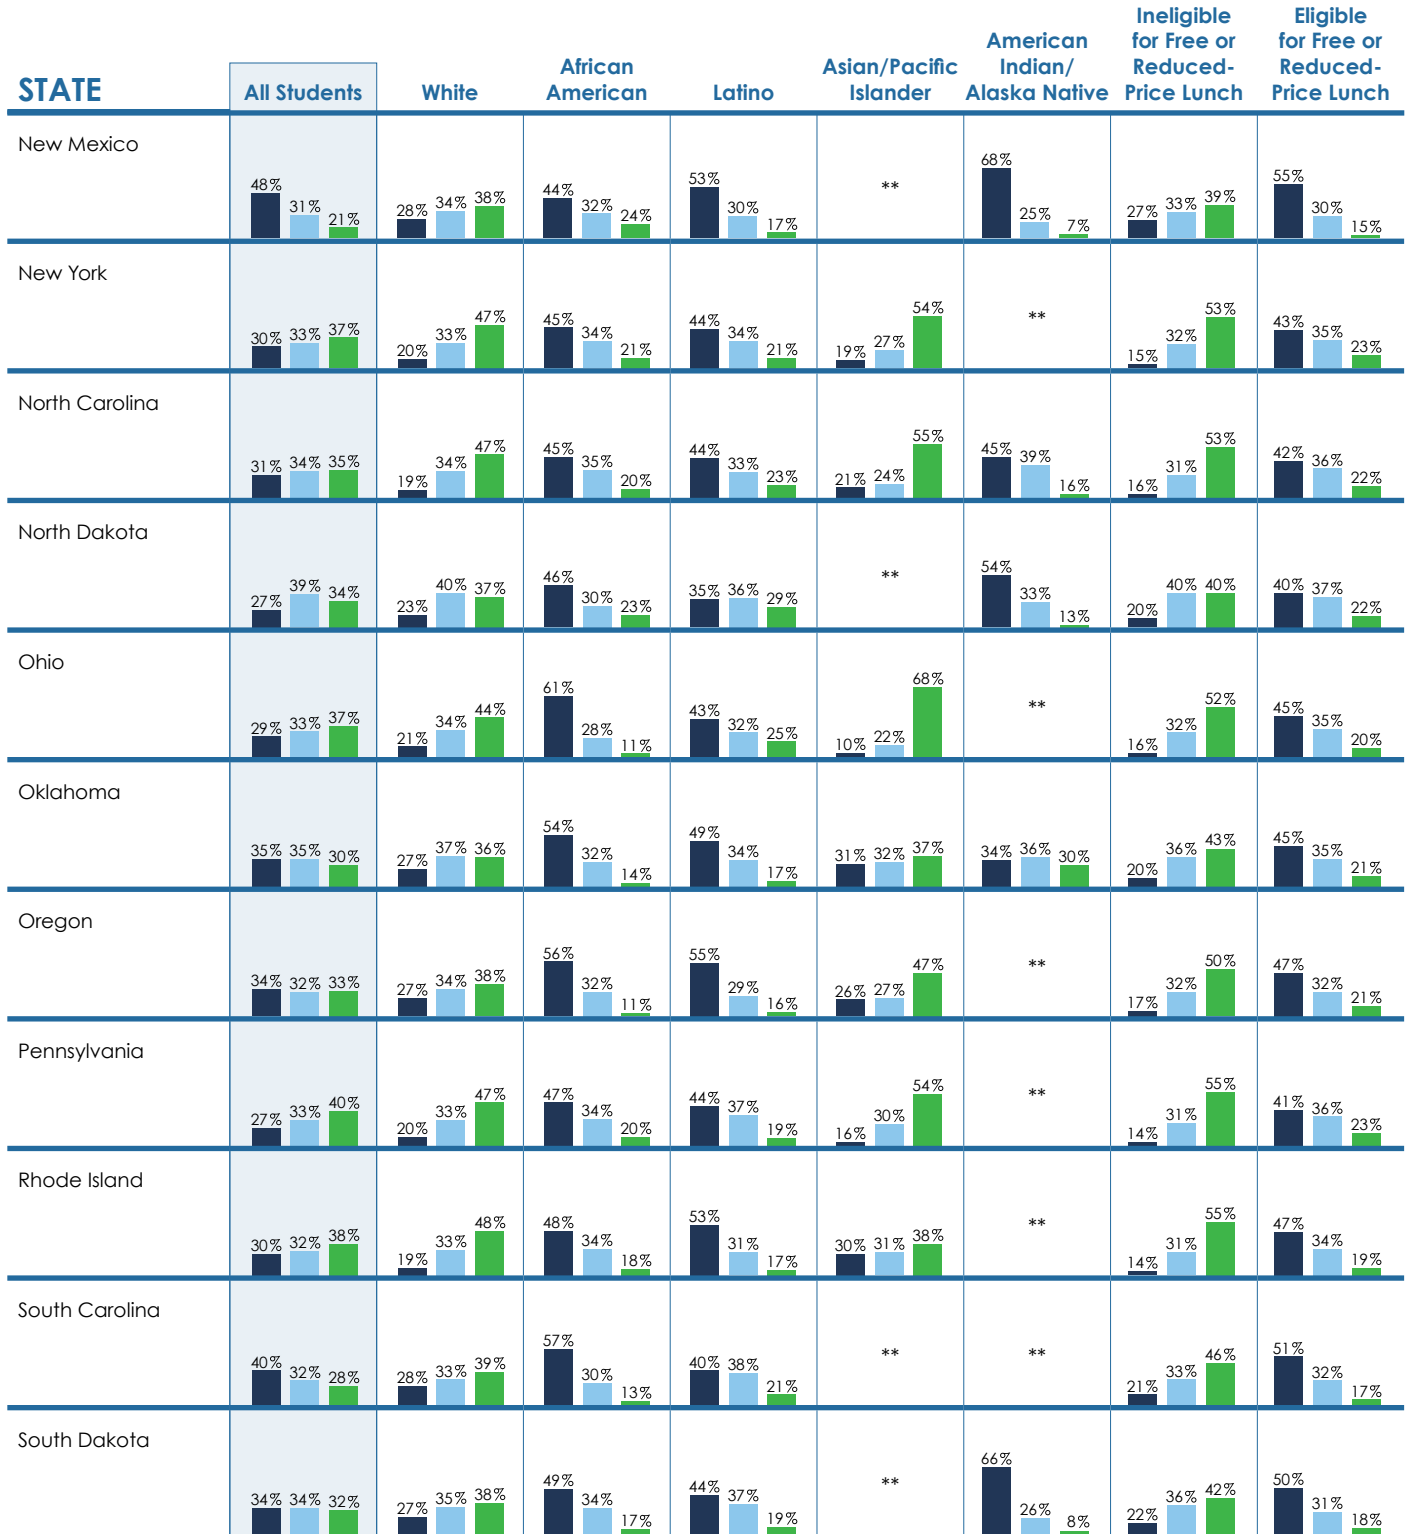 STATE
All Students
White
African
American
Latino
Asian/Pacific
Islander
American
Indian/
Alaska Native
Ineligible
for Free or
Reduced-
Price Lunch
Eligible
for Free or
Reduced-
Price Lunch
New Mexico
48% 31% 21% 28% 34% 38% 44% 32% 24% 53% 30% 17% ** 68% 25% 7% 27% 33% 39% 55% 30% 15%
New York
30% 33% 37% 20% 33% 47% 45% 34% 21% 44% 34% 21% 19% 27% 54% ** 15% 32% 53% 43% 35% 23%
North Carolina
31% 34% 35% 19% 34% 47% 45% 35% 20% 44% 33% 23% 21% 24% 55% 45% 39% 16% 16% 31% 53% 42% 36% 22%
North Dakota
27% 39% 34% 23% 40% 37% 46% 30% 23% 35% 36% 29% ** 54% 33% 13% 20% 40% 40% 40% 37% 22%
Ohio
29% 33% 37% 21% 34% 44% 61% 28% 11% 43% 32% 25% 10% 22% 68% ** 16% 32% 52% 45% 35% 20%
Oklahoma
35% 35% 30% 27% 37% 36% 54% 32% 14% 49% 34% 17% 31% 32% 37% 34% 36% 30% 20% 36% 43% 45% 35% 21%
Oregon
34% 32% 33% 27% 34% 38% 56% 32% 11% 55% 29% 16% 26% 27% 47% ** 17% 32% 50% 47% 32% 21%
Pennsylvania
27% 33% 40% 20% 33% 47% 47% 34% 20% 44% 37% 19% 16% 30% 54% ** 14% 31% 55% 41% 36% 23%
Rhode Island
30% 32% 38% 19% 33% 48% 48% 34% 18% 53% 31% 17% 30% 31% 38% ** 14% 31% 55% 47% 34% 19%
South Carolina
40% 32% 28% 28% 33% 39% 57% 30% 13% 40% 38% 21% ** ** 21% 33% 46% 51% 32% 17%
South Dakota
34% 34% 32% 27% 35% 38% 49% 34% 17% 44% 37% 19% ** 66% 26% 8% 22% 36% 42% 50% 31% 18%